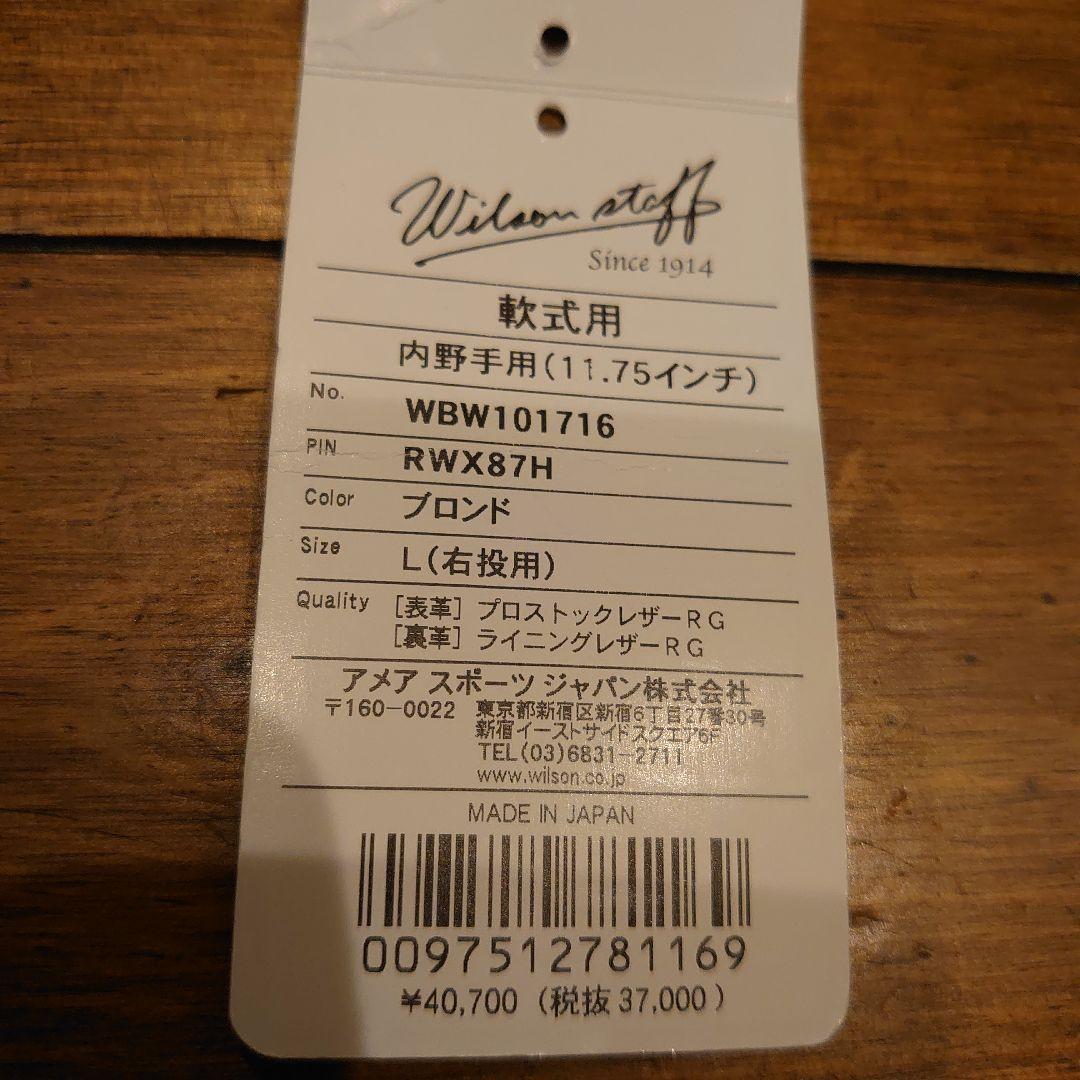 Wilson staff
Since 1914
軟式用
内野手用(11.75インチ)
No. WBW101716
PIN RWX87H
Color ブロンド
Size L(右投用)
Quality [表革] プロストックレザーRG
[裏革] ライニングレザーRG
アメア スポーツ ジャパン株式会社
〒160-0022 東京都新宿区新宿6丁目27番30号
新宿イーストサイドスクエア6F
TEL(03)6831-2711
www.wilson.co.jp
MADE IN JAPAN
0097512781169
¥40,700 (税抜 37,000)